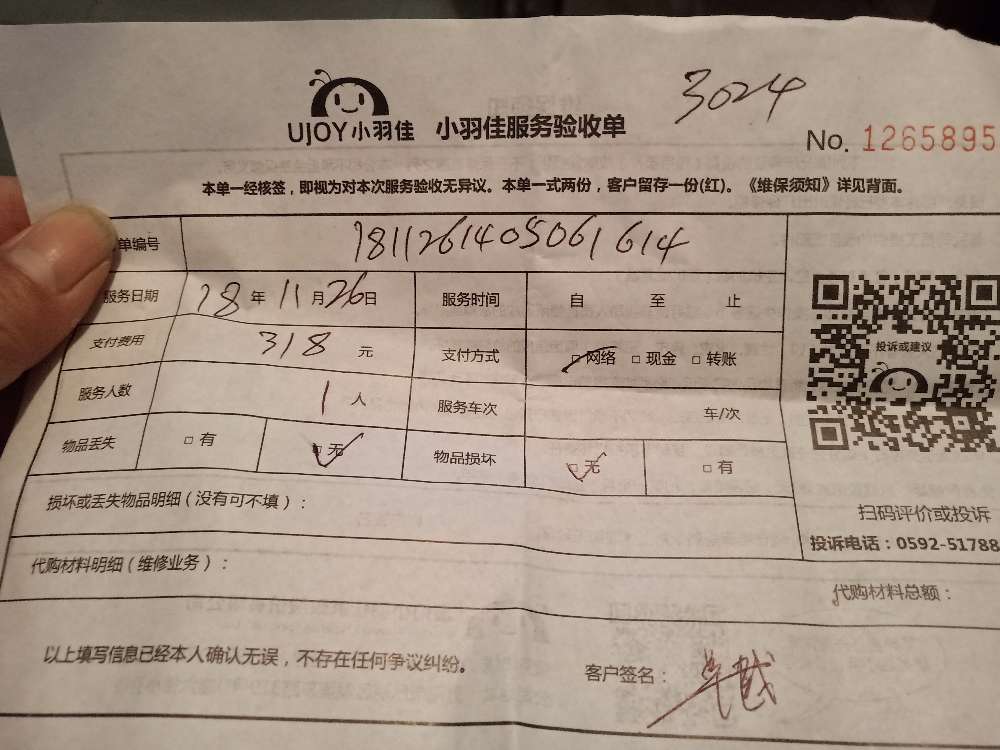 3024
UJOY小羽佳 小羽佳服务验收单
No. 1265895
本单一经核签，即视为对本次服务验收无异议。本单一式两份，客户留存一份(红)。《维保须知》详见背面。
单编号 181126140506 1614
服务日期 18年11月26日 服务时间 自 至 止
支付费用 318 元 支付方式 □网络 □现金 □转账
投诉或建议
服务人数 1人 服务车次 车/次
物品丢失 □有 □无 物品损坏 □无 □有
损坏或丢失物品明细（没有可不填）：
扫码评价或投诉
投诉电话：0592-51788
代购材料明细（维修业务）：
代购材料总额：
以上填写信息已经本人确认无误，不存在任何争议纠纷。
客户签名：